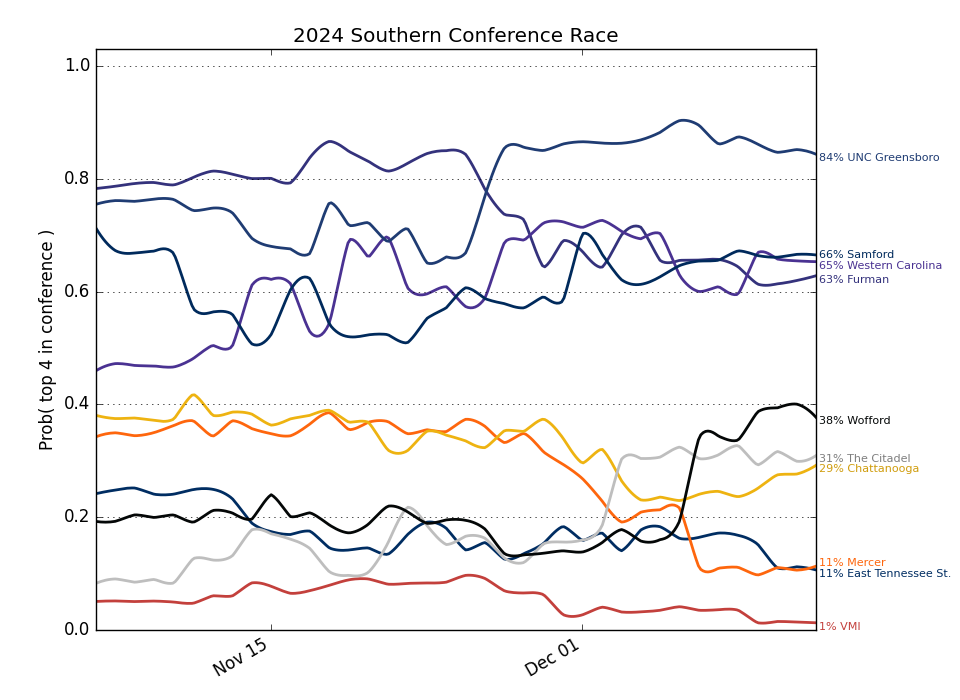 2024 Southern Conference Race
Prob( top 4 in conference )
1.0
0.8
0.6
0.4
0.2
0.0
Nov 15
Dec 01
84% UNC Greensboro
66% Samford
65% Western Carolina
63% Furman
38% Wofford
31% The Citadel
29% Chattanooga
11% Mercer
11% East Tennessee St.
1% VMI